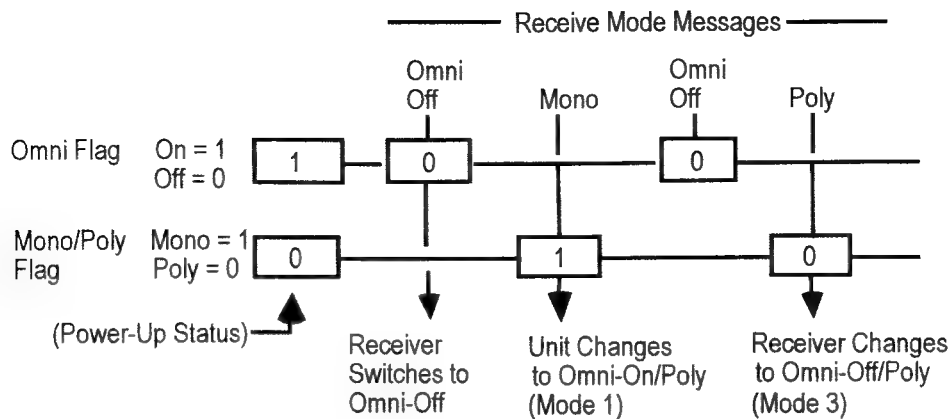 Receive Mode Messages
Omni
Off
Mono
Omni
Off
Poly
Omni Flag
On = 1
Off = 0
1
0
0
Mono/Poly
Flag
Mono = 1
Poly = 0
0
1
0
(Power-Up Status)
Receiver
Switches to
Omni-Off
Unit Changes
to Omni-On/Poly
(Mode 1)
Receiver Changes
to Omni-Off/Poly
(Mode 3)